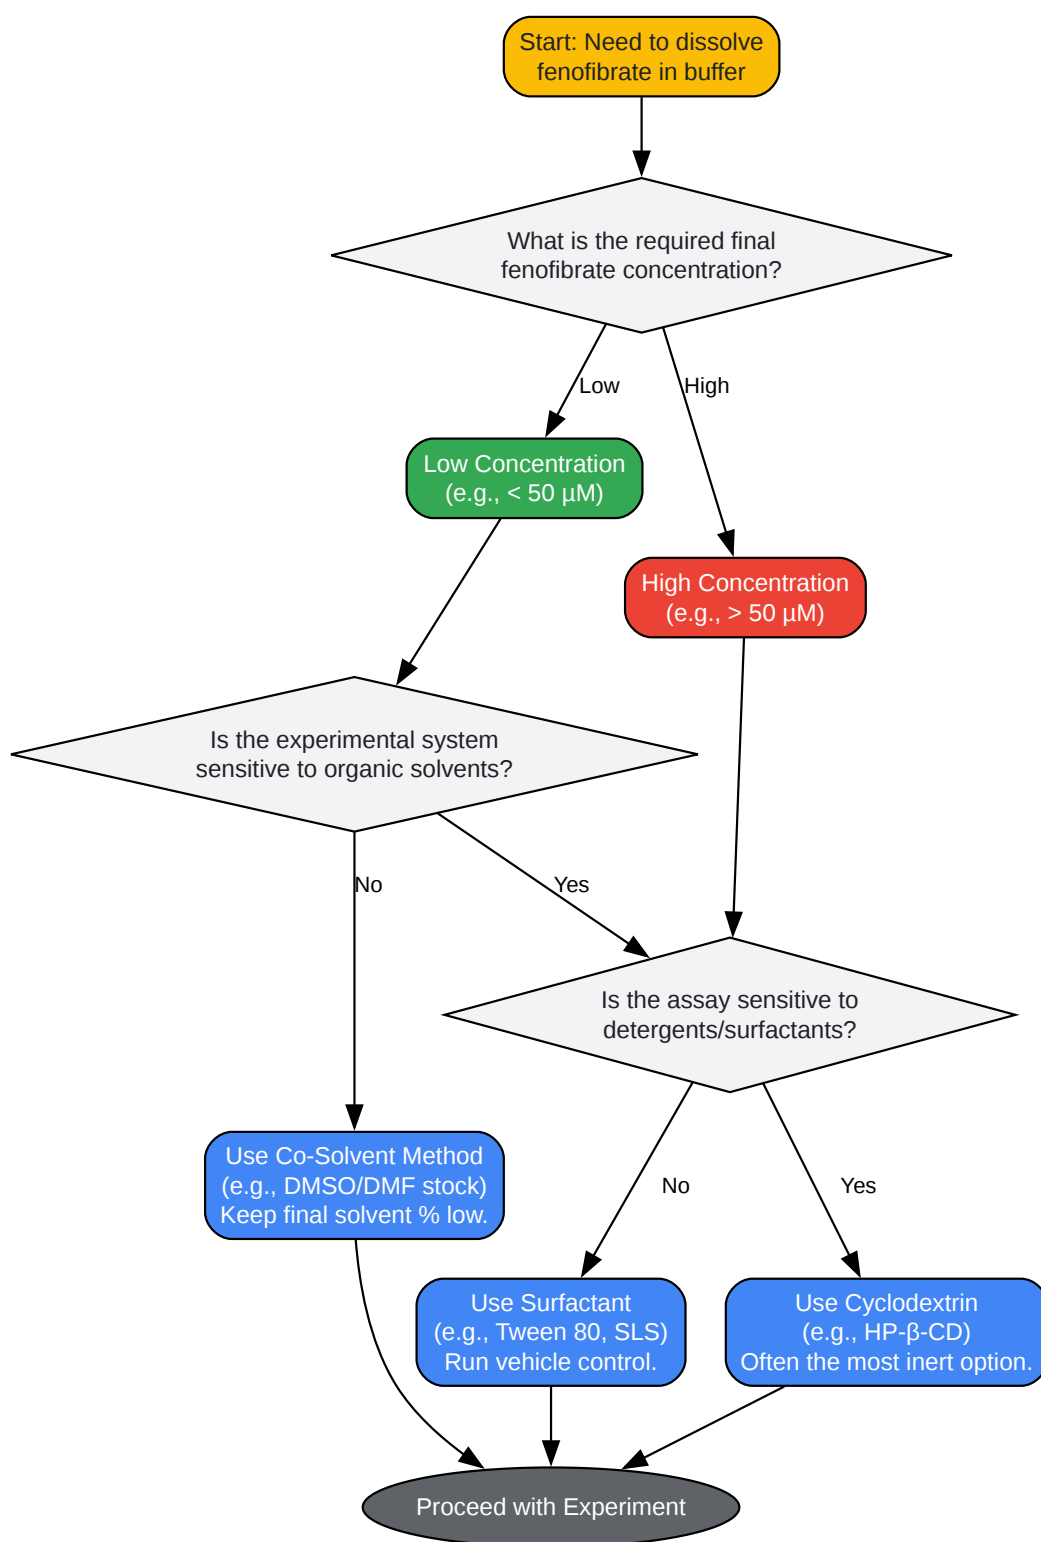 Start: Need to dissolve
fenofibrate in buffer
What is the required final
fenofibrate concentration?
Low
High
Low Concentration
(e.g., < 50 µM)
High Concentration
(e.g., > 50 µM)
Is the experimental system
sensitive to organic solvents?
No
Yes
Is the assay sensitive to
detergents/surfactants?
Use Co-Solvent Method
(e.g., DMSO/DMF stock)
Keep final solvent % low.
No
Yes
Use Surfactant
(e.g., Tween 80, SLS)
Run vehicle control.
Use Cyclodextrin
(e.g., HP-β-CD)
Often the most inert option.
Proceed with Experiment